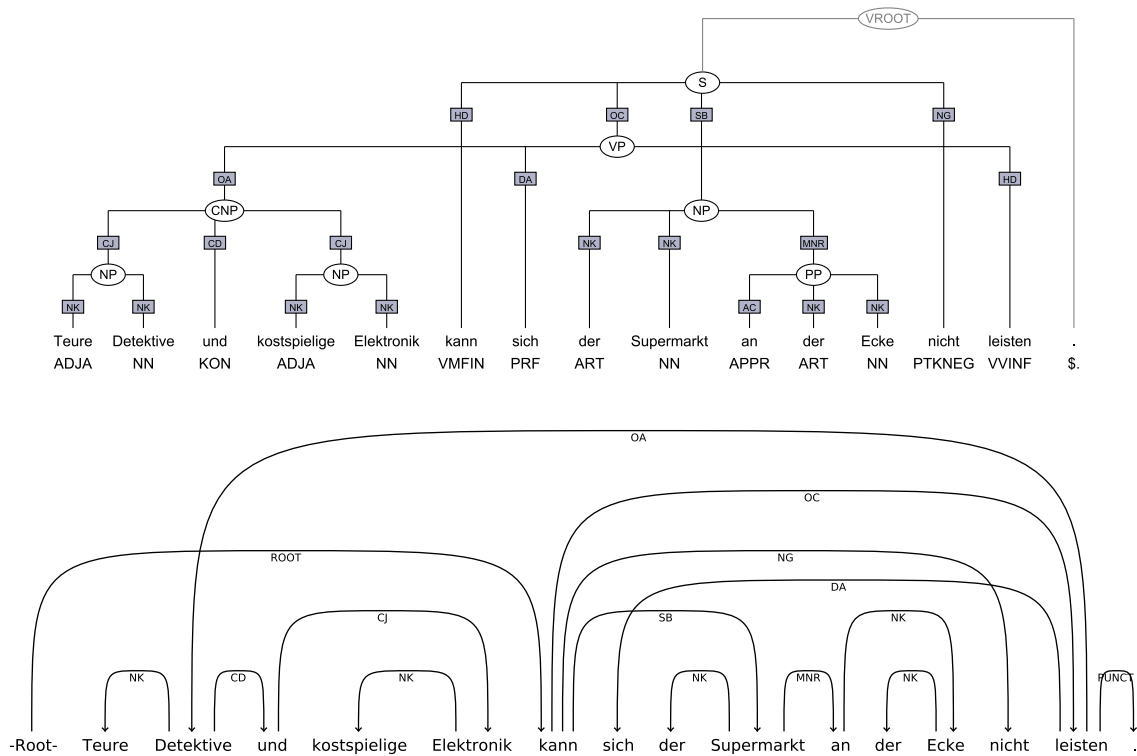 VROOT
S
HD OC SB NG
VP
OA DA HD
CNP NP
CJ CD CJ NK NK MNR
NP NP PP
NK NK NK NK AC NK NK
Teure Detektive und kostspielige Elektronik kann sich der Supermarkt an der Ecke nicht leisten .
ADJA NN KON ADJA NN VMFIN PRF ART NN APPR ART NN PTKNEG VVINF $.
OA
OC
ROOT NG
DA
CJ SB NK
NK CD NK NK MNR NK PUNCT
-Root- Teure Detektive und kostspielige Elektronik kann sich der Supermarkt an der Ecke nicht leisten .